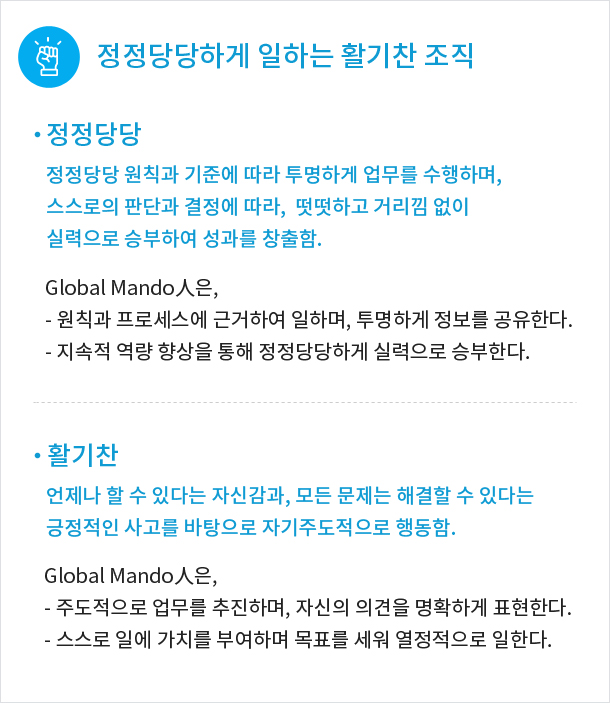 정정당당하게 일하는 활기찬 조직
• 정정당당
정정당당 원칙과 기준에 따라 투명하게 업무를 수행하며,
스스로의 판단과 결정에 따라, 떳떳하고 거리낌 없이
실력으로 승부하여 성과를 창출함.
Global Mando人은,
- 원칙과 프로세스에 근거하여 일하며, 투명하게 정보를 공유한다.
- 지속적 역량 향상을 통해 정정당당하게 실력으로 승부한다.
• 활기찬
언제나 할 수 있다는 자신감과, 모든 문제는 해결할 수 있다는
긍정적인 사고를 바탕으로 자기주도적으로 행동함.
Global Mando人은,
- 주도적으로 업무를 추진하며, 자신의 의견을 명확하게 표현한다.
- 스스로 일에 가치를 부여하며 목표를 세워 열정적으로 일한다.